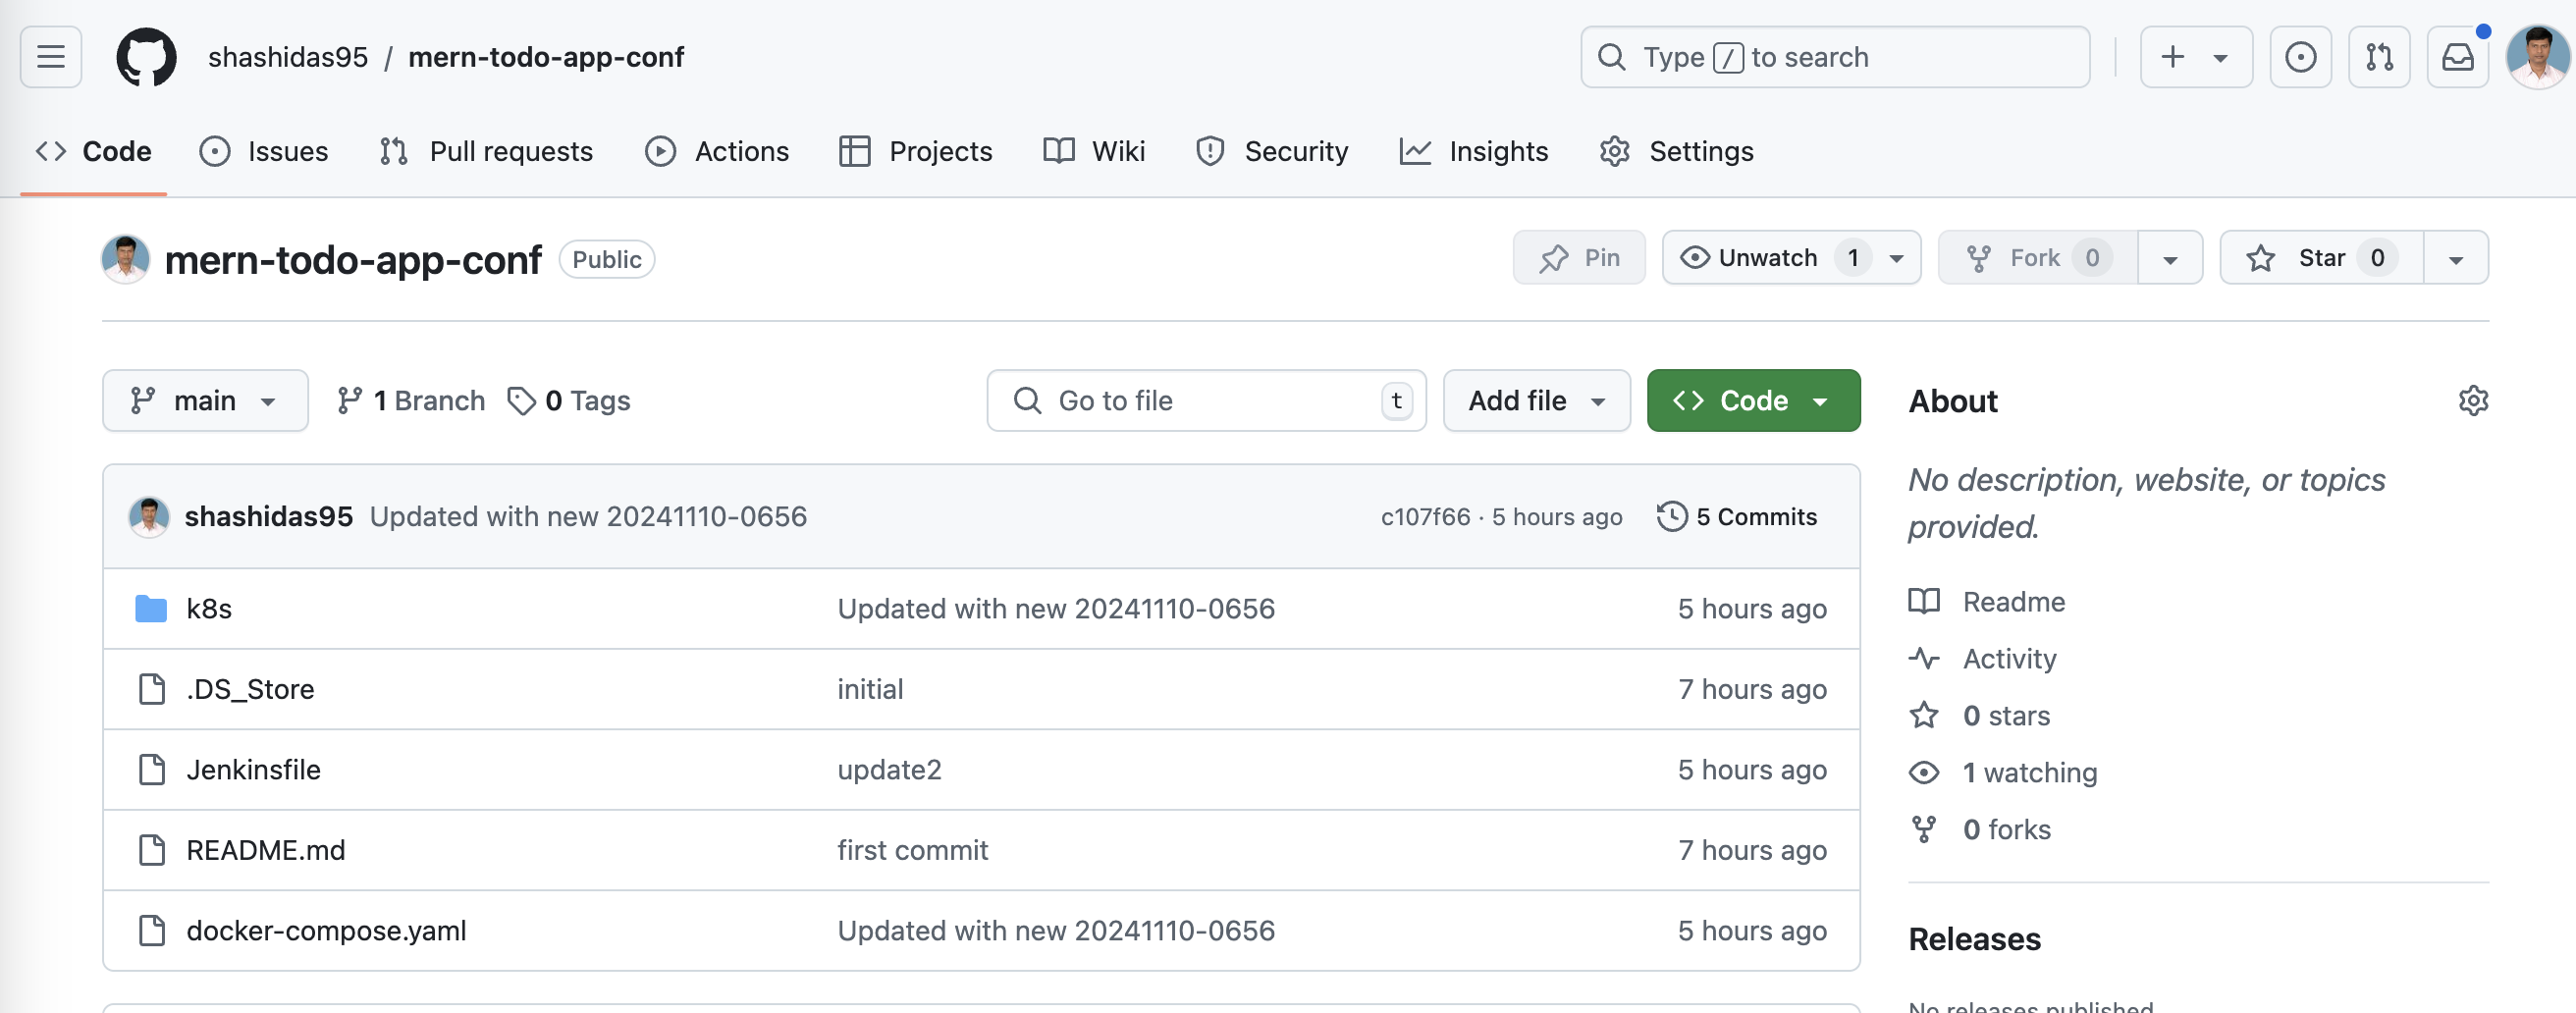 shashidas95 / mern-todo-app-conf
Type / to search
Code Issues Pull requests Actions Projects Wiki Security Insights Settings
mern-todo-app-conf Public
Pin Unwatch 1 Fork 0 Star 0
main 1 Branch 0 Tags
Go to file t Add file Code
shashidas95 Updated with new 20241110-0656 c107f66 · 5 hours ago 5 Commits
k8s Updated with new 20241110-0656 5 hours ago
.DS_Store initial 7 hours ago
Jenkinsfile update2 5 hours ago
README.md first commit 7 hours ago
docker-compose.yaml Updated with new 20241110-0656 5 hours ago
About
No description, website, or topics
provided.
Readme
Activity
0 stars
1 watching
0 forks
Releases
No releases published